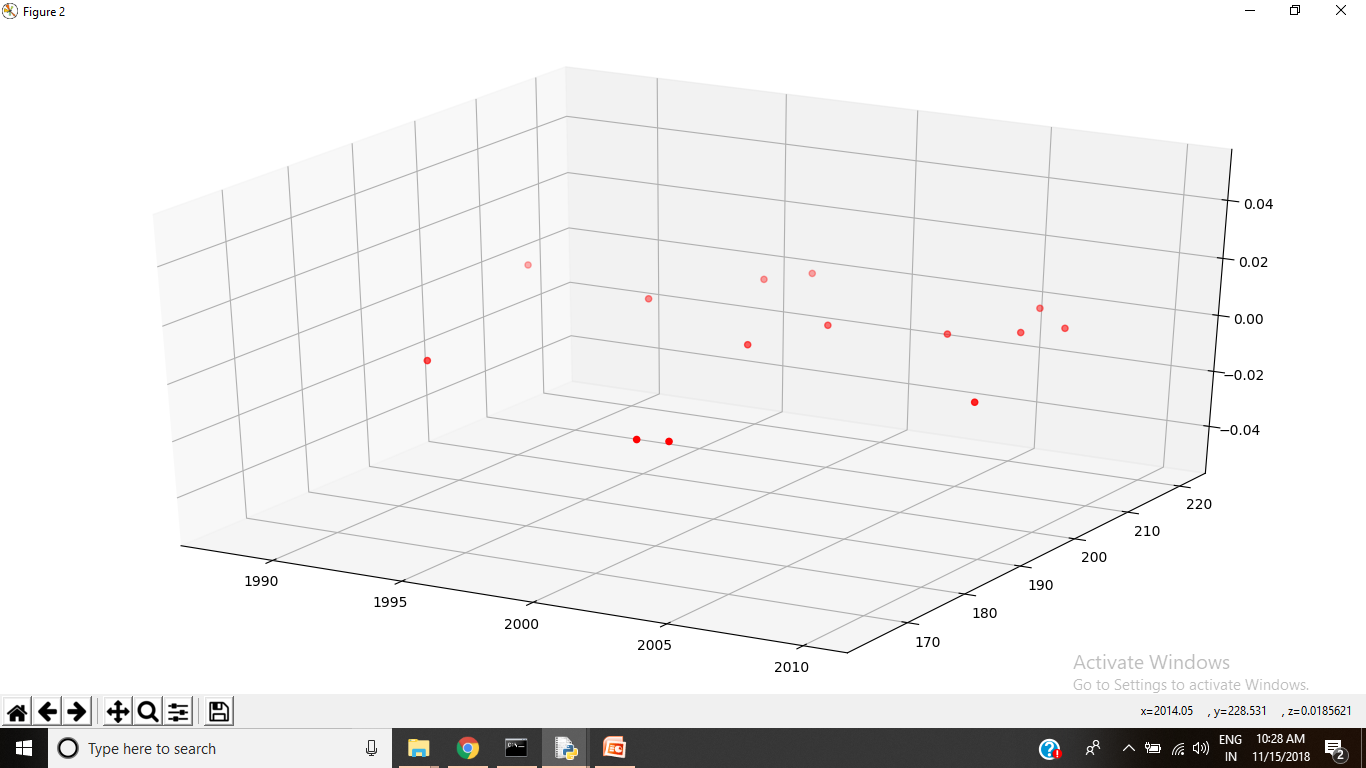 Figure 2
0.04
0.02
0.00
−0.02
−0.04
220
210
200
190
180
170
1990
1995
2000
2005
2010
Activate Windows
Go to Settings to activate Windows.
x=2014.05 , y=228.531 , z=0.0185621
Type here to search
ENG
IN
10:28 AM
11/15/2018
2